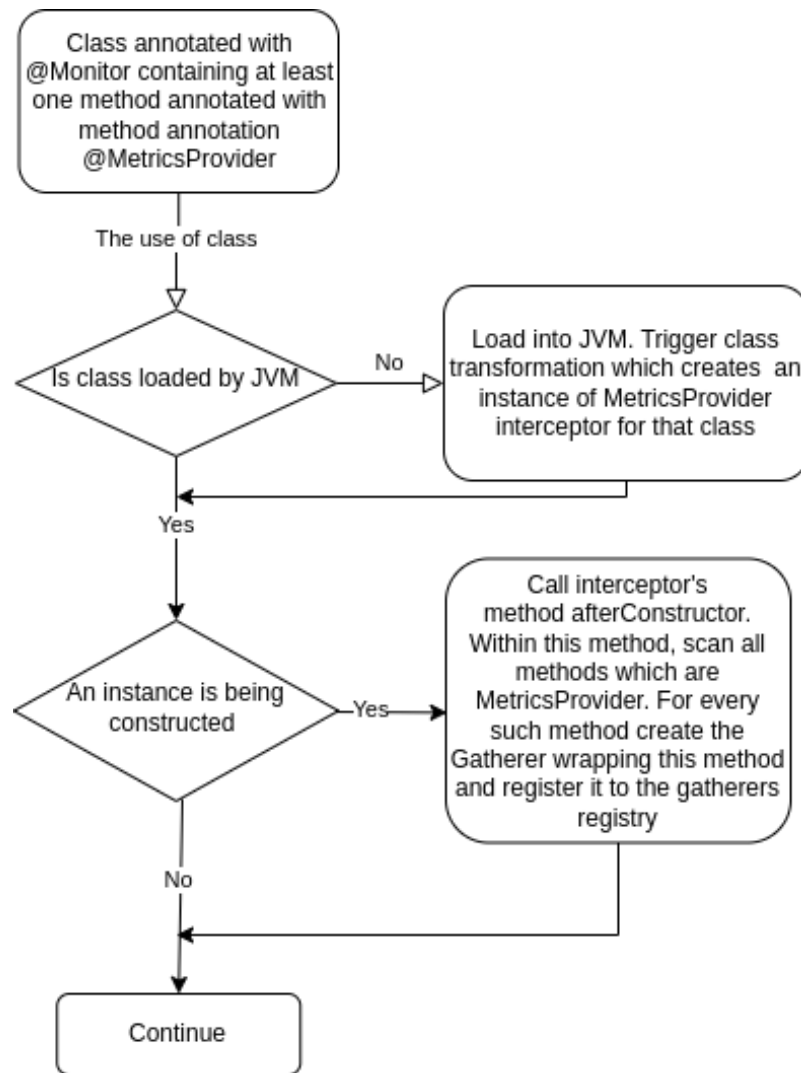 Class annotated with
@Monitor containing at least
one method annotated with
method annotation
@MetricsProvider
The use of class
Is class loaded by JVM
No
Load into JVM. Trigger class
transformation which creates an
instance of MetricsProvider
interceptor for that class
Yes
An instance is being
constructed
Yes
Call interceptor's
method afterConstructor.
Within this method, scan all
methods which are
MetricsProvider. For every
such method create the
Gatherer wrapping this method
and register it to the gatherers
registry
No
Continue